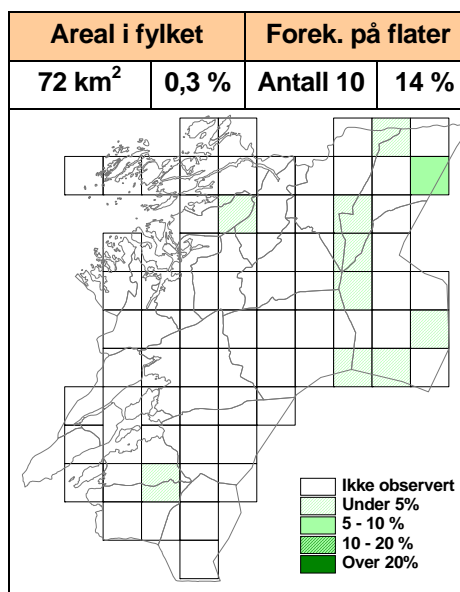 Areal i fylket Forek. på flater
72 km² 0,3 % Antall 10 14 %
Ikke observert
Under 5%
5 - 10 %
10 - 20 %
Over 20%